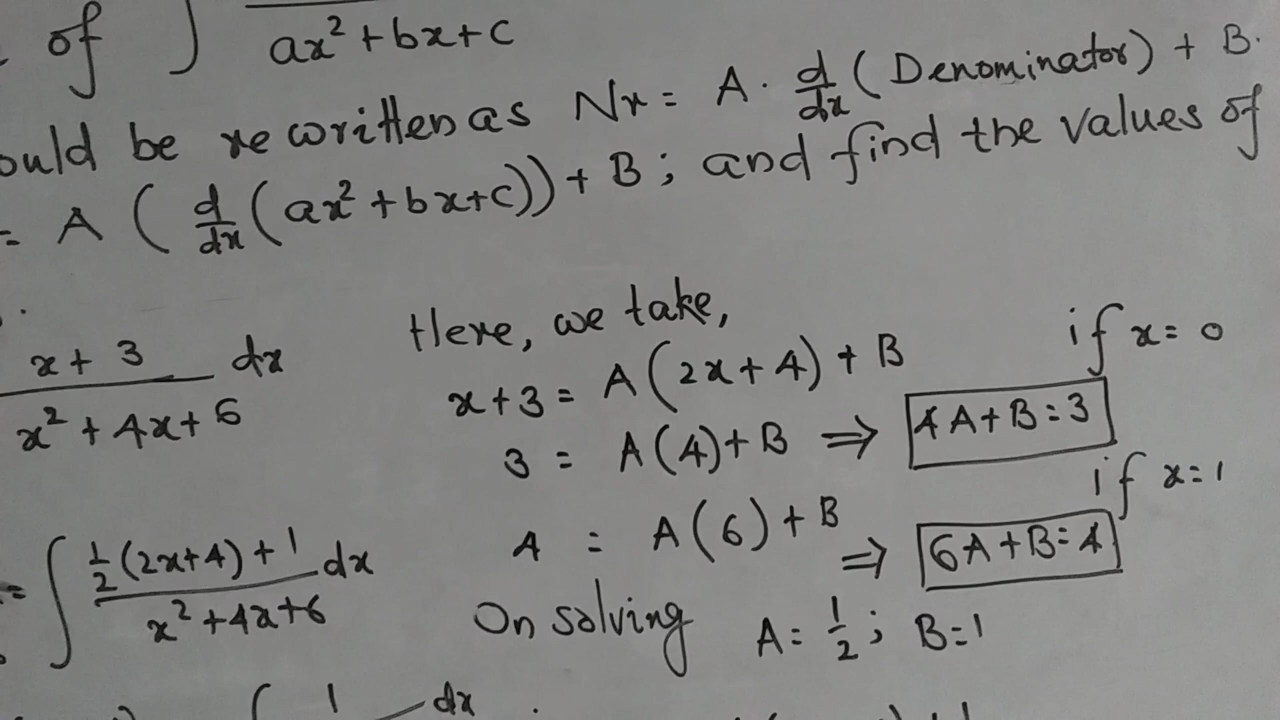 of ∫ ax² + bx + c
ould be rewritten as Nr = A · d/dx (Denominator) + B.
= A ( d/dx (ax² + bx + c)) + B ; and find the values of
Here, we take,
x + 3 / x² + 4x + 6 dx
x + 3 = A (2x + 4) + B if x = 0
3 = A(4) + B ⇒ 4A + B = 3
if x = 1
4 = A(6) + B ⇒ 6A + B = 4
= ∫ ½ (2x + 4) + 1 / x² + 4x + 6 dx
On solving A = ½ ; B = 1
∫ 1 dx